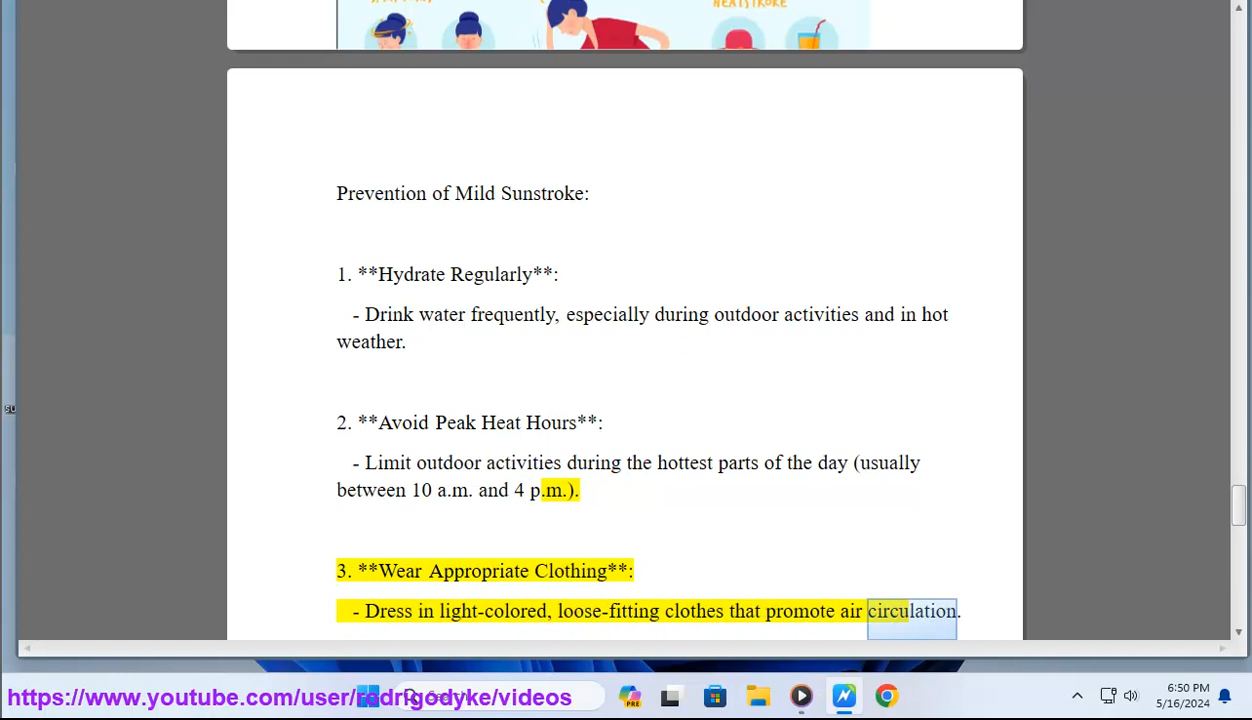 HEATSTROKE
Prevention of Mild Sunstroke:
1. **Hydrate Regularly**:
- Drink water frequently, especially during outdoor activities and in hot
weather.
2. **Avoid Peak Heat Hours**:
- Limit outdoor activities during the hottest parts of the day (usually
between 10 a.m. and 4 p.m.).
3. **Wear Appropriate Clothing**:
- Dress in light-colored, loose-fitting clothes that promote air circulation.
https://www.youtube.com/user/rodrigodyke/videos
PRE
6:50 PM
5/16/2024